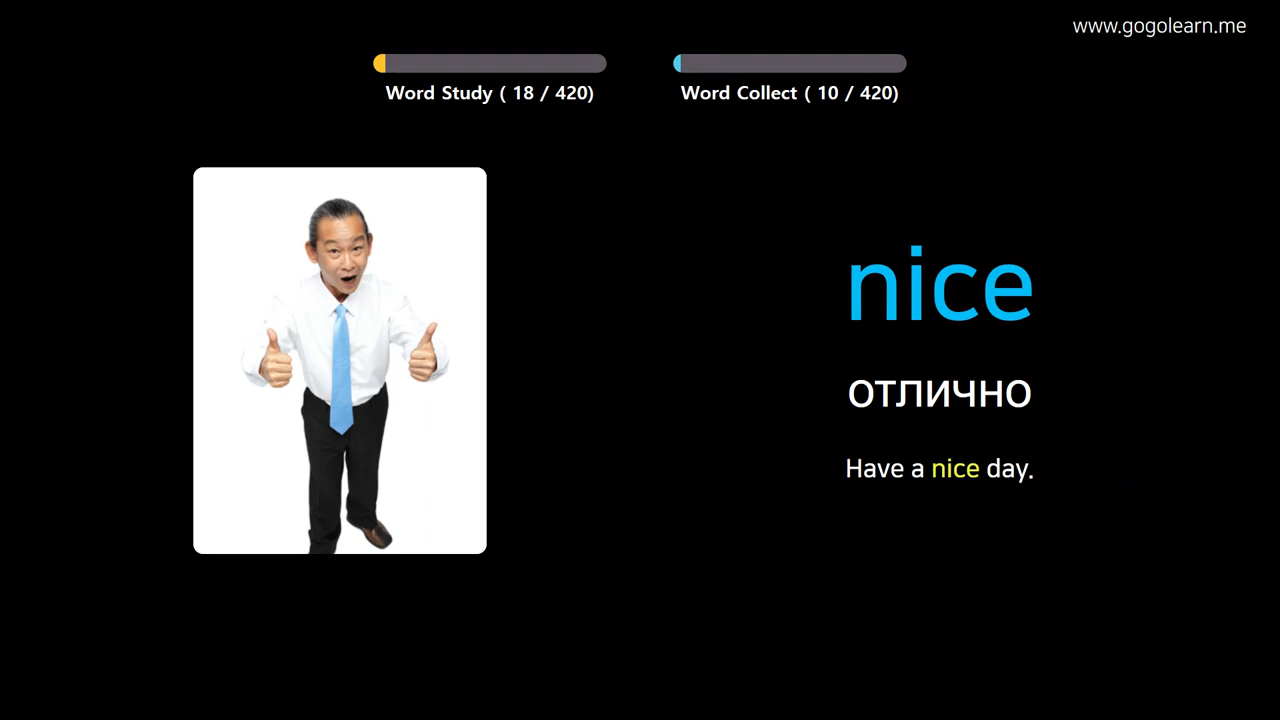 www.gogolearn.me
Word Study ( 18 / 420)
Word Collect ( 10 / 420)
nice
отлично
Have a nice day.